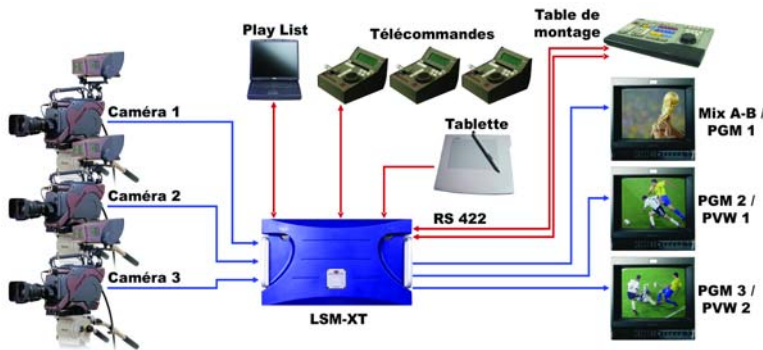 Play List
Télécommandes
Table de
montage
Caméra 1
Tablette
Mix A-B /
PGM 1
Caméra 2
RS 422
PGM 2 /
PVW 1
Caméra 3
LSM-XT
PGM 3 /
PVW 2